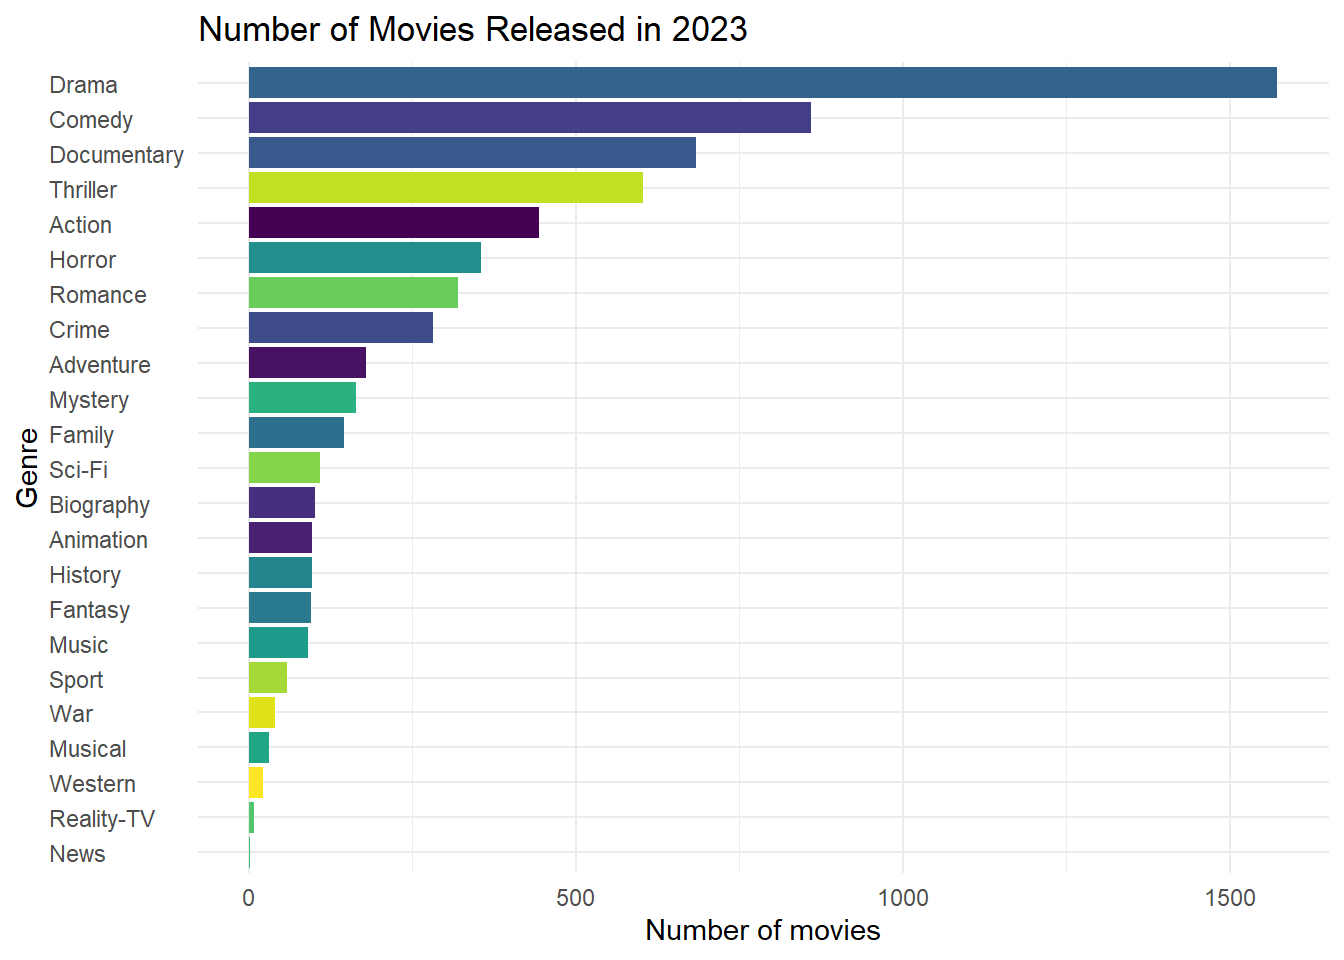 Number of Movies Released in 2023
Drama
Comedy
Documentary
Thriller
Action
Horror
Romance
Crime
Adventure
Mystery
Family
Sci-Fi
Biography
Animation
History
Fantasy
Music
Sport
War
Musical
Western
Reality-TV
News
Genre
0 500 1000 1500
Number of movies